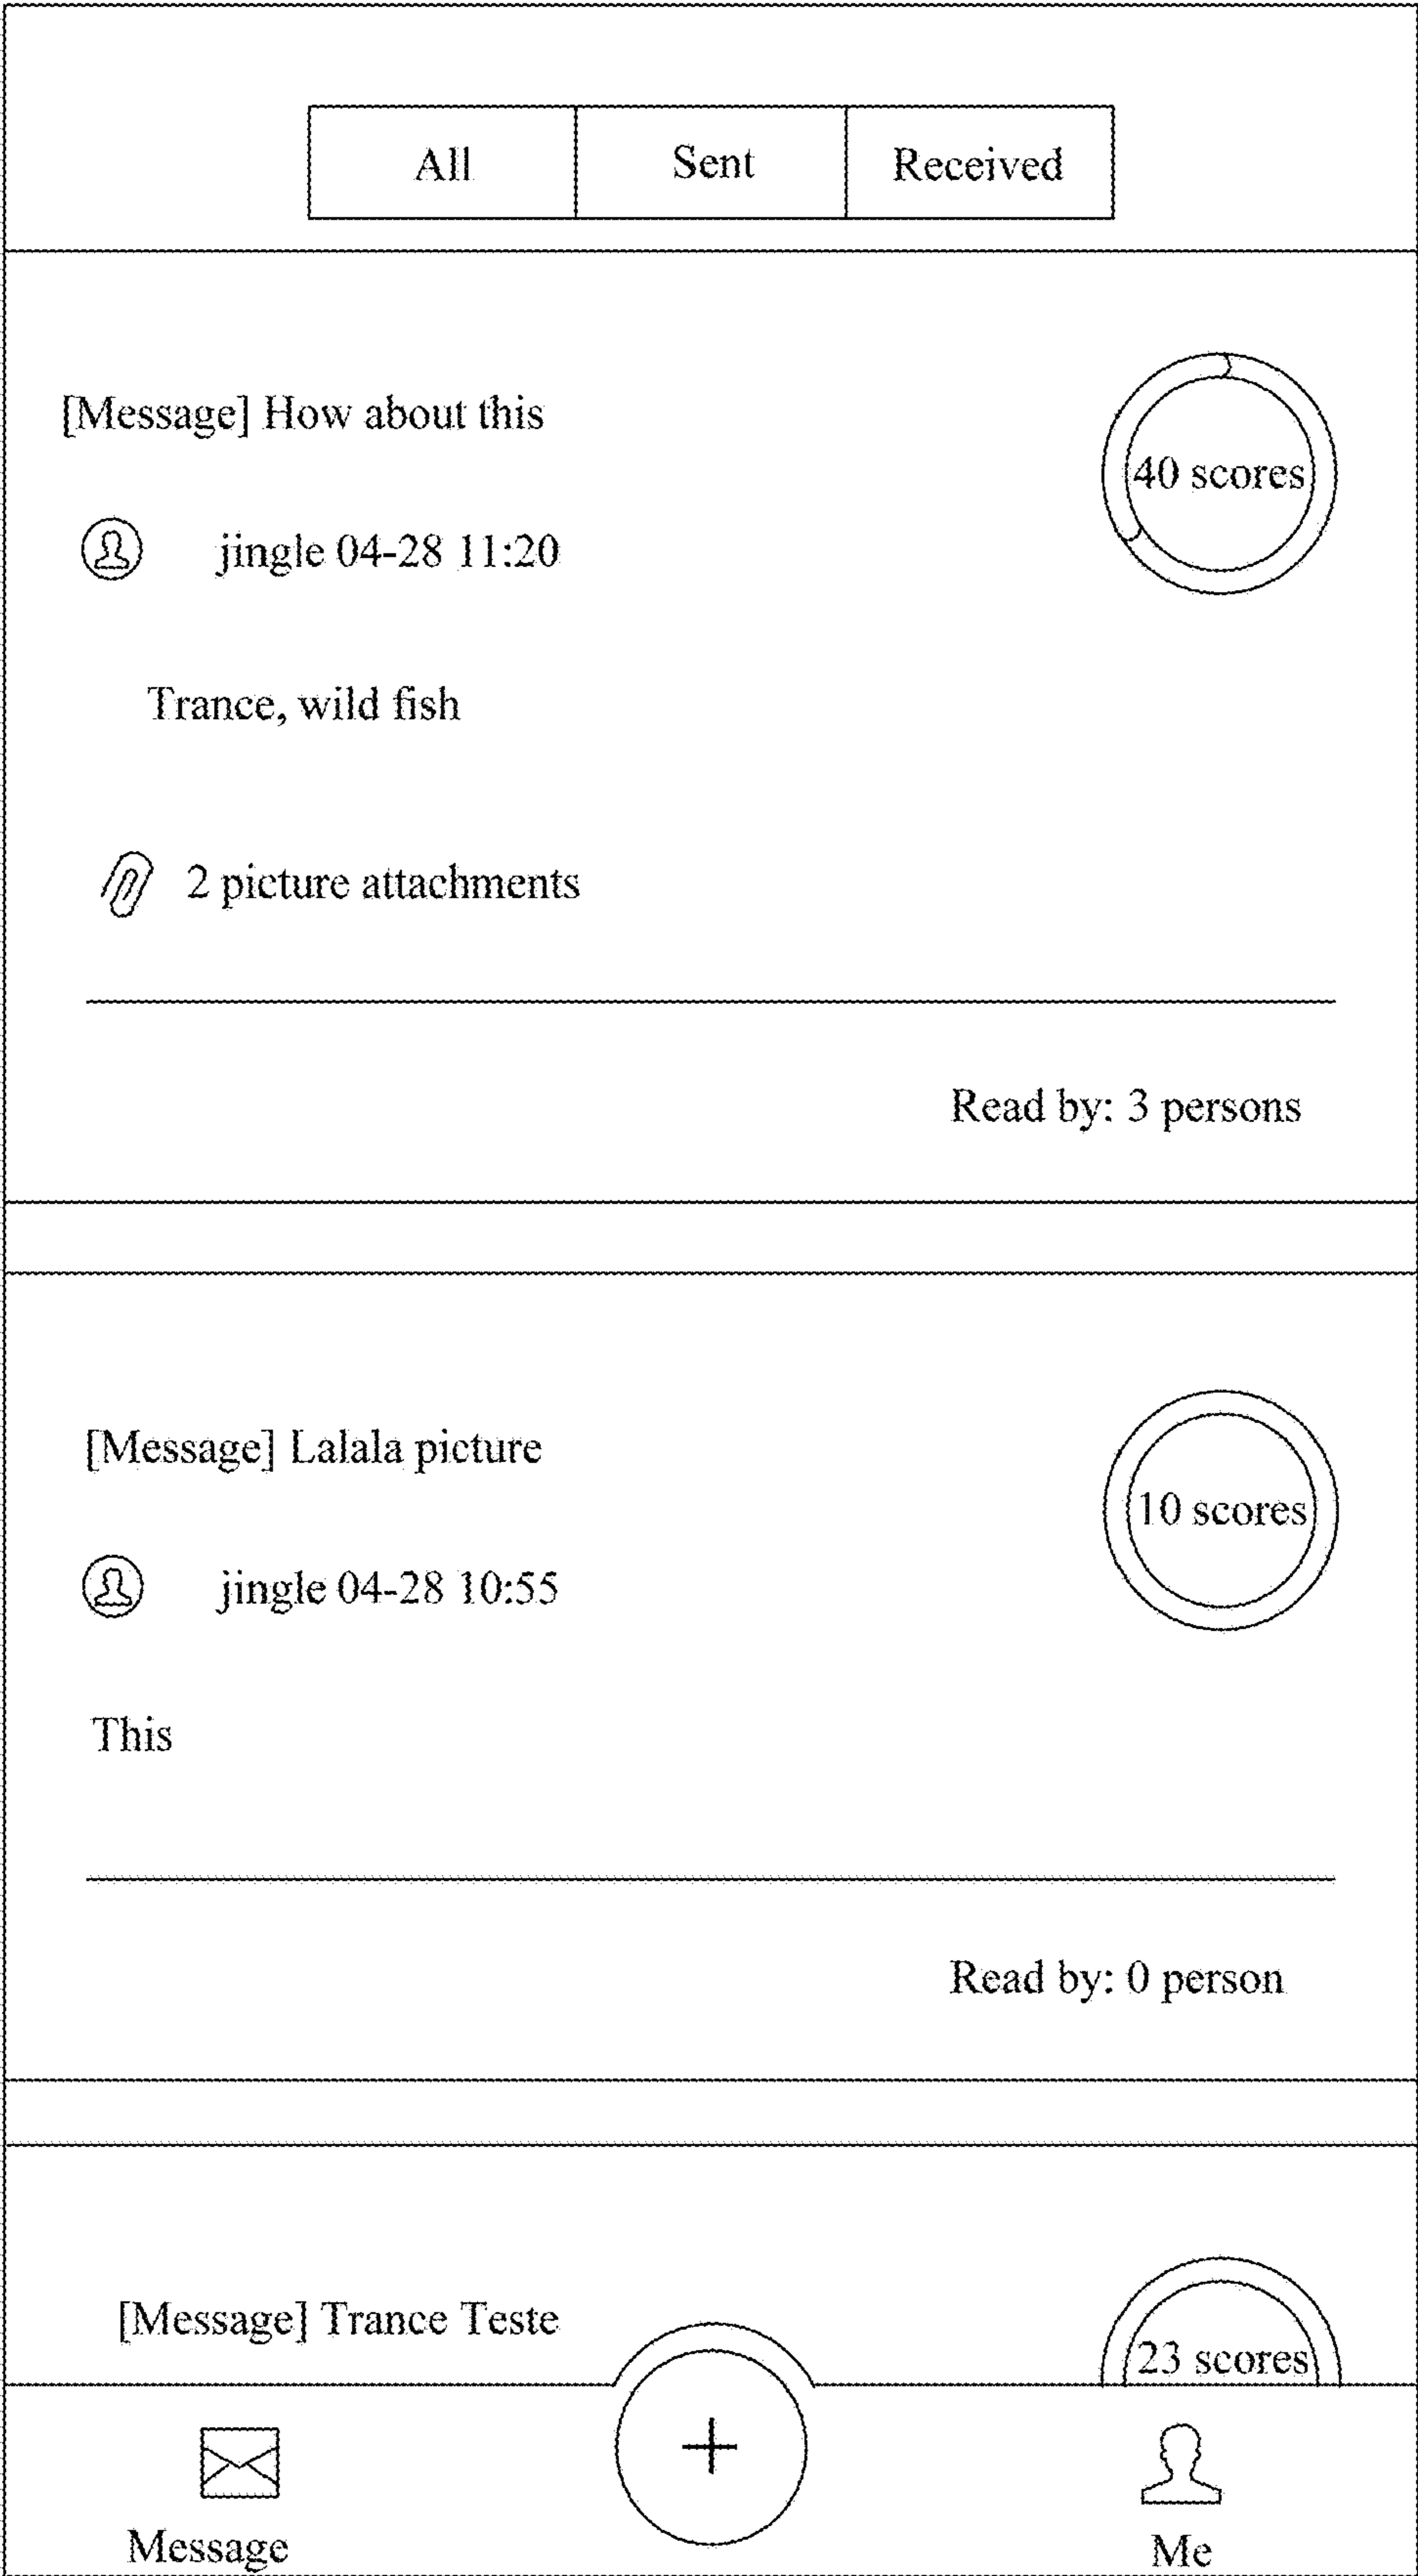 All Sent Received
[Message] How about this
40 scores
jingle 04-28 11:20
Trance, wild fish
2 picture attachments
Read by: 3 persons
[Message] Lalala picture
10 scores
jingle 04-28 10:55
This
Read by: 0 person
[Message] Trance Teste
23 scores
+
Message Me